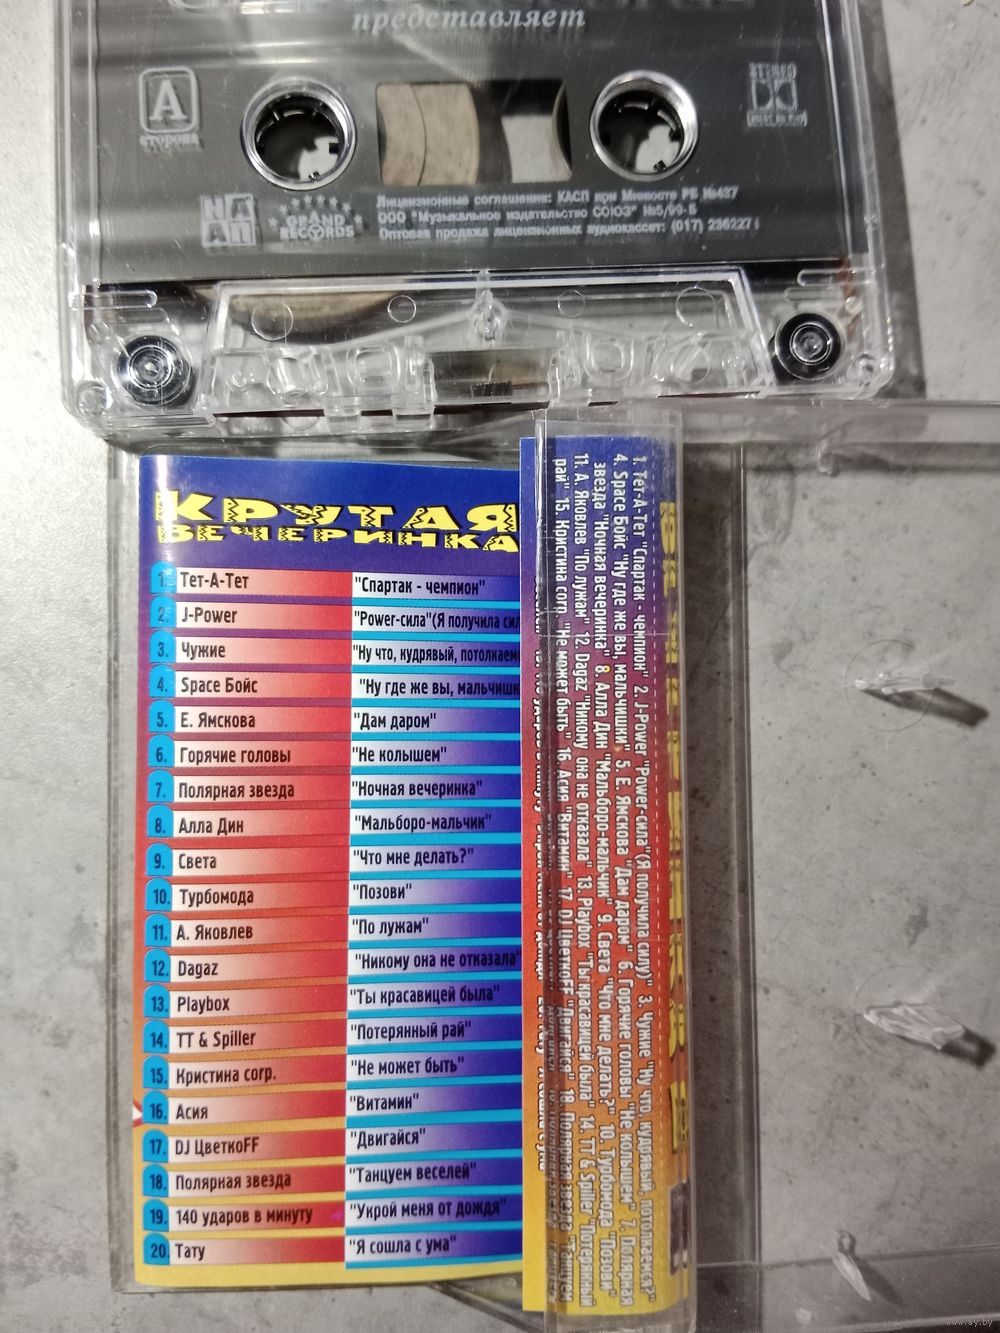 представляет
A
сторона
STEREO
Лицензионные соглашения: КАСП при Минюсте РБ №437
ООО "Музыкальное издательство СОЮЗ" №5/99-Б
Оптовая продажа лицензионных аудиокассет: (017) 236227
GRAND
RECORDS
КРУТАЯ
ВЕЧЕРИНКА
1. Тет-А-Тет "Спартак - чемпион"
2. J-Power "Power-сила"(Я получила сил
3. Чужие "Ну что, кудрявый, потолкаем
4. Space Бойс "Ну где же вы, мальчишк
5. Е. Ямскова "Дам даром"
6. Горячие головы "Не колышем"
7. Полярная звезда "Ночная вечеринка"
8. Алла Дин "Мальборо-мальчик"
9. Света "Что мне делать?"
10. Турбомода "Позови"
11. А. Яковлев "По лужам"
12. Dagaz "Никому она не отказала"
13. Playbox "Ты красавицей была"
14. TT & Spiller "Потерянный рай"
15. Кристина corp. "Не может быть"
16. Асия "Витамин"
17. DJ ЦветкоFF "Двигайся"
18. Полярная звезда "Танцуем веселей"
19. 140 ударов в минуту "Укрой меня от дождя"
20. Тату "Я сошла с ума"
1. Тет-А-Тет "Спартак - чемпион" 2. J-Power "Power-сила"(Я получила силу) 3. Чужие "Ну что, кудрявый, потолкаемся?"
4. Space Бойс "Ну где же вы, мальчишки" 5. Е. Ямскова "Дам даром" 6. Горячие головы "Не колышем" 7. Полярная
звезда "Ночная вечеринка" 8. Алла Дин "Мальборо-мальчик" 9. Света "Что мне делать?" 10. Турбомода "Позови"
11. А. Яковлев "По лужам" 12. Dagaz "Никому она не отказала" 13. Playbox "Ты красавицей была" 14. TT & Spiller "Потерянный
рай" 15. Кристина corp. "Не может быть" 16. Асия "Витамин" 17. DJ ЦветкоFF "Двигайся" 18. Полярная звезда "Танцуем
www.ay.by